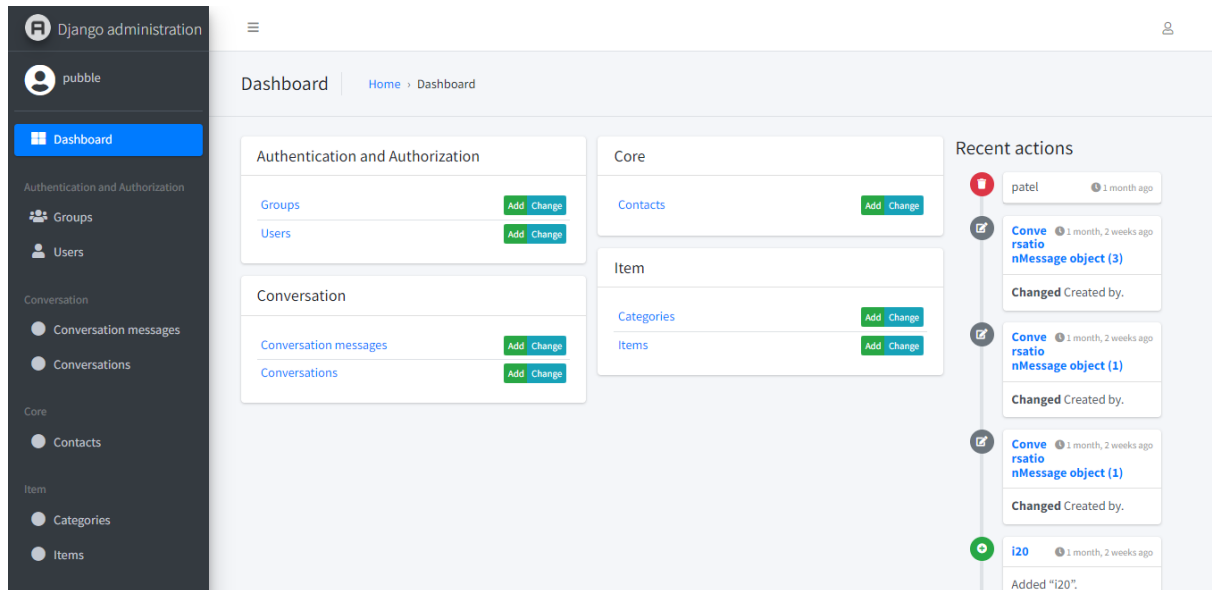 Django administration
pubble
Dashboard
Authentication and Authorization
Groups
Users
Conversation
Conversation messages
Conversations
Core
Contacts
Item
Categories
Items
Dashboard
Home › Dashboard
Authentication and Authorization
Groups Add Change
Users Add Change
Conversation
Conversation messages Add Change
Conversations Add Change
Core
Contacts Add Change
Item
Categories Add Change
Items Add Change
Recent actions
patel 1 month ago
Conve 1 month, 2 weeks ago
rsatio
nMessage object (3)
Changed Created by.
Conve 1 month, 2 weeks ago
rsatio
nMessage object (1)
Changed Created by.
Conve 1 month, 2 weeks ago
rsatio
nMessage object (1)
Changed Created by.
i20 1 month, 2 weeks ago
Added “i20”.